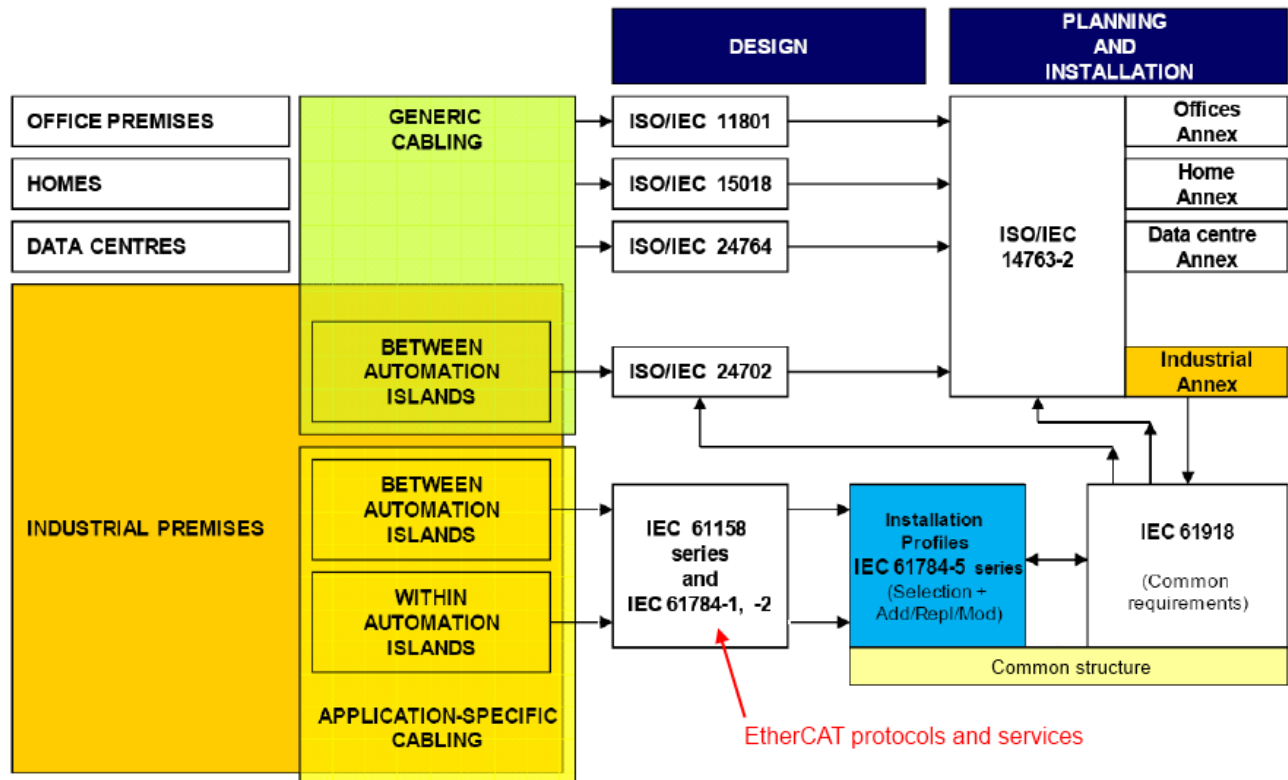 DESIGN
PLANNING
AND
INSTALLATION
OFFICE PREMISES
HOMES
DATA CENTRES
INDUSTRIAL PREMISES
GENERIC
CABLING
BETWEEN
AUTOMATION
ISLANDS
BETWEEN
AUTOMATION
ISLANDS
WITHIN
AUTOMATION
ISLANDS
APPLICATION-SPECIFIC
CABLING
ISO/IEC 11801
ISO/IEC 15018
ISO/IEC 24764
ISO/IEC 24702
IEC 61158
series
and
IEC 61784-1, -2
ISO/IEC
14763-2
Offices
Annex
Home
Annex
Data centre
Annex
Industrial
Annex
Installation
Profiles
IEC 61784-5 series
(Selection +
Add/Repl/Mod)
IEC 61918
(Common
requirements)
Common structure
EtherCAT protocols and services